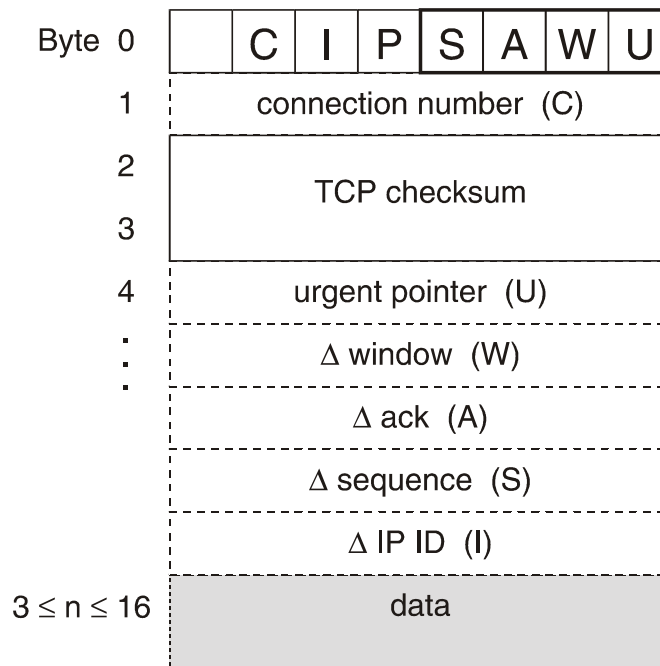 Byte 0 C I P S A W U
1 connection number (C)
2
TCP checksum
3
4 urgent pointer (U)
Δ window (W)
Δ ack (A)
Δ sequence (S)
Δ IP ID (I)
3 ≤ n ≤ 16 data